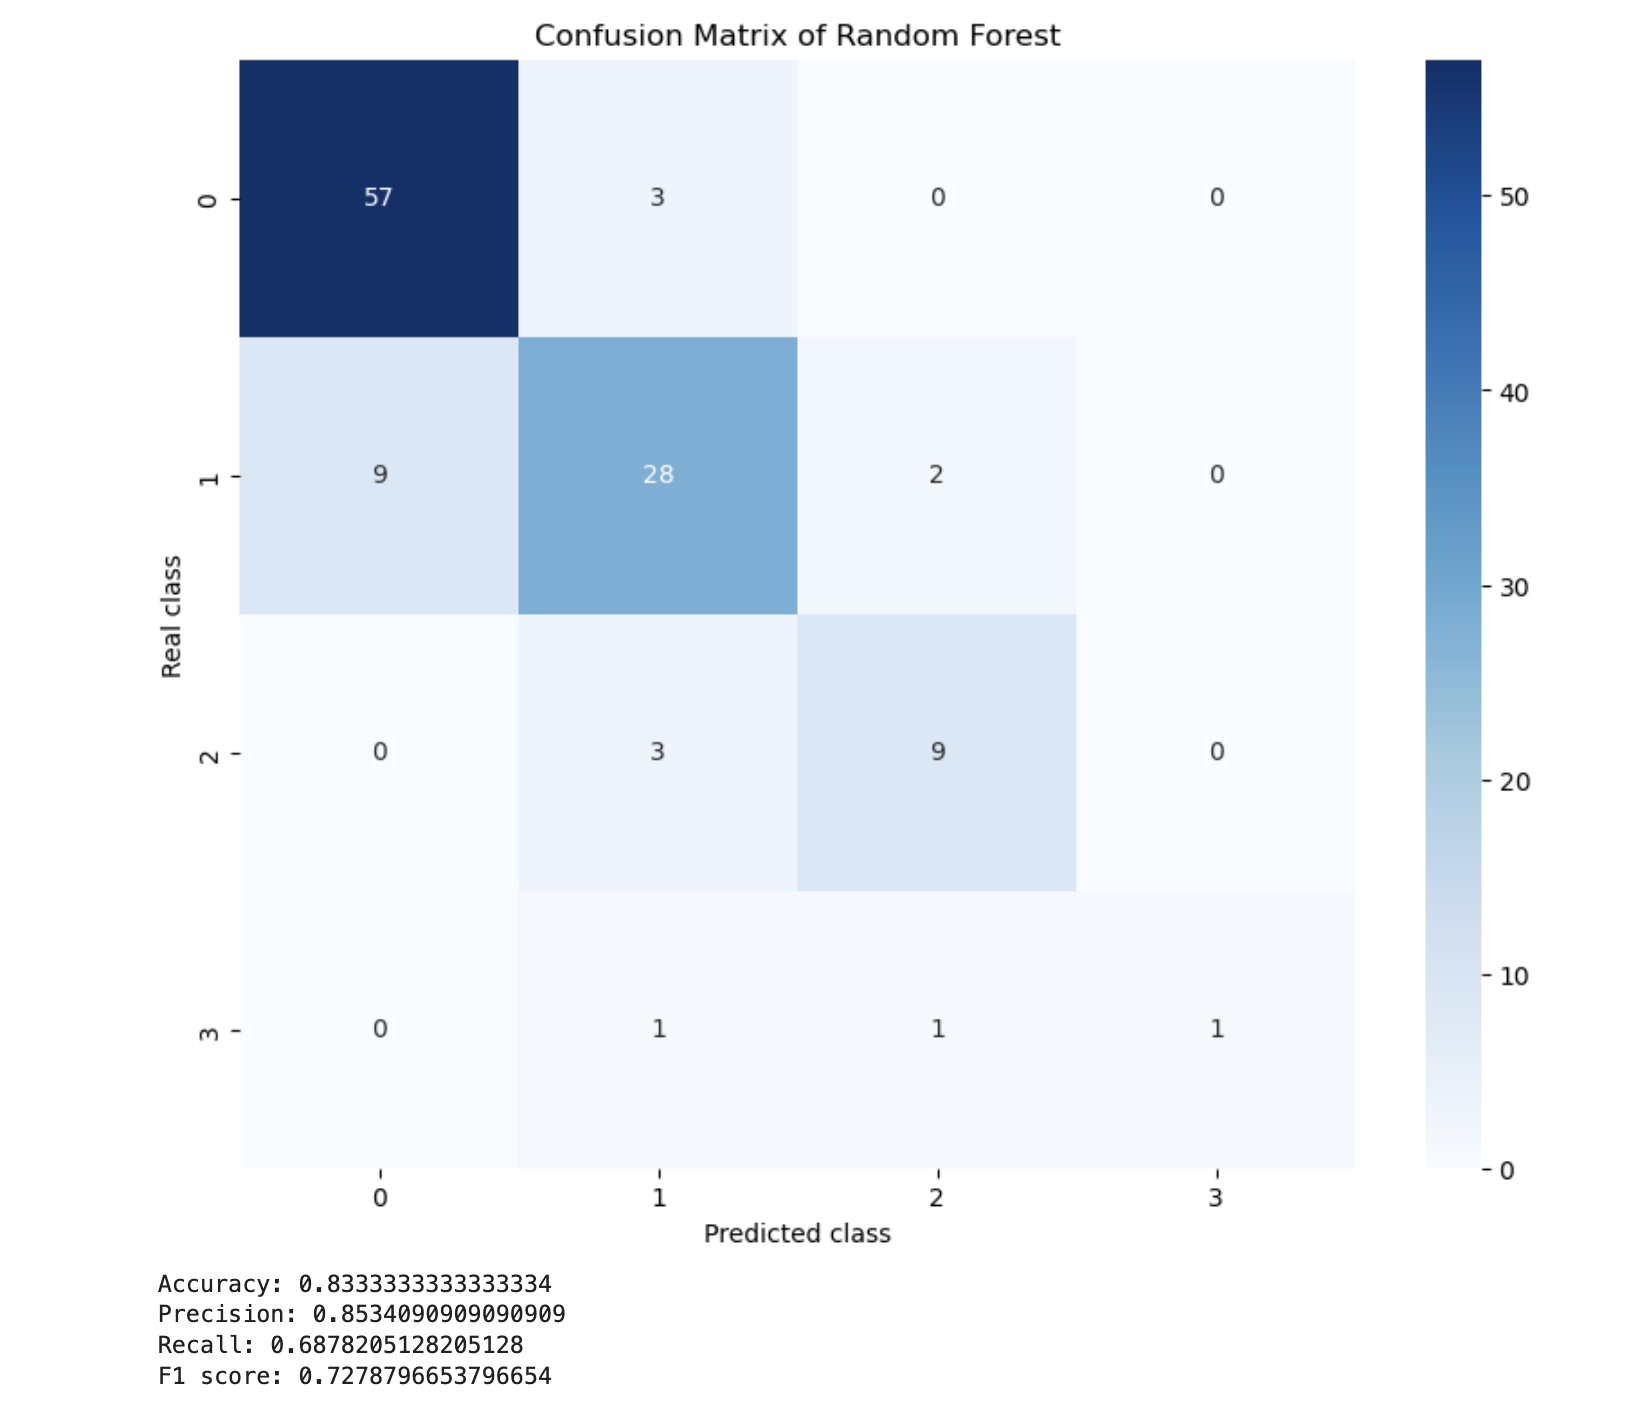 Confusion Matrix of Random Forest
57 3 0 0
9 28 2 0
0 3 9 0
0 1 1 1
0
1
2
3
Real class
0 1 2 3
Predicted class
50
40
30
20
10
0
Accuracy: 0.8333333333333334
Precision: 0.8534090909090909
Recall: 0.6878205128205128
F1 score: 0.7278796653796654